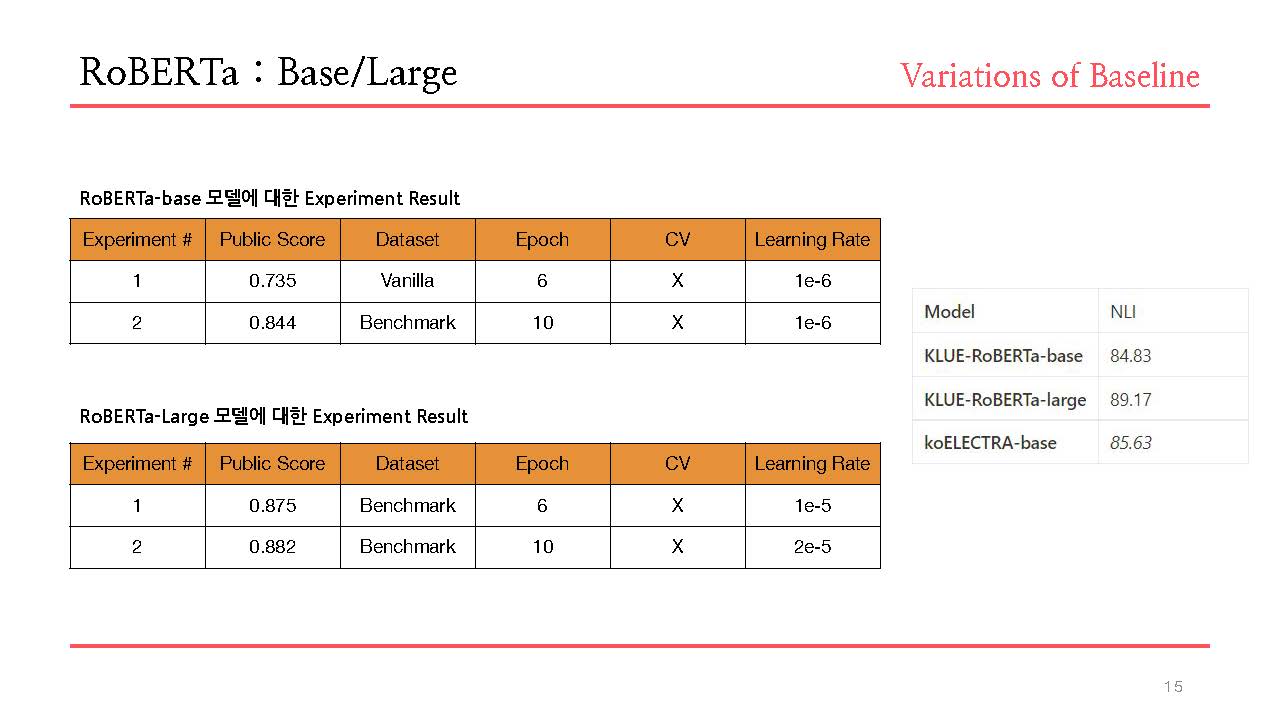 RoBERTa : Base/Large
Variations of Baseline
RoBERTa-base 모델에 대한 Experiment Result
Experiment # Public Score Dataset Epoch CV Learning Rate
1 0.735 Vanilla 6 X 1e-6
2 0.844 Benchmark 10 X 1e-6
RoBERTa-Large 모델에 대한 Experiment Result
Experiment # Public Score Dataset Epoch CV Learning Rate
1 0.875 Benchmark 6 X 1e-5
2 0.882 Benchmark 10 X 2e-5
Model NLI
KLUE-RoBERTa-base 84.83
KLUE-RoBERTa-large 89.17
koELECTRA-base 85.63
15